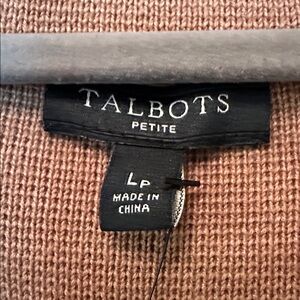 TALBOTS
PETITE
LP
MADE IN
CHINA